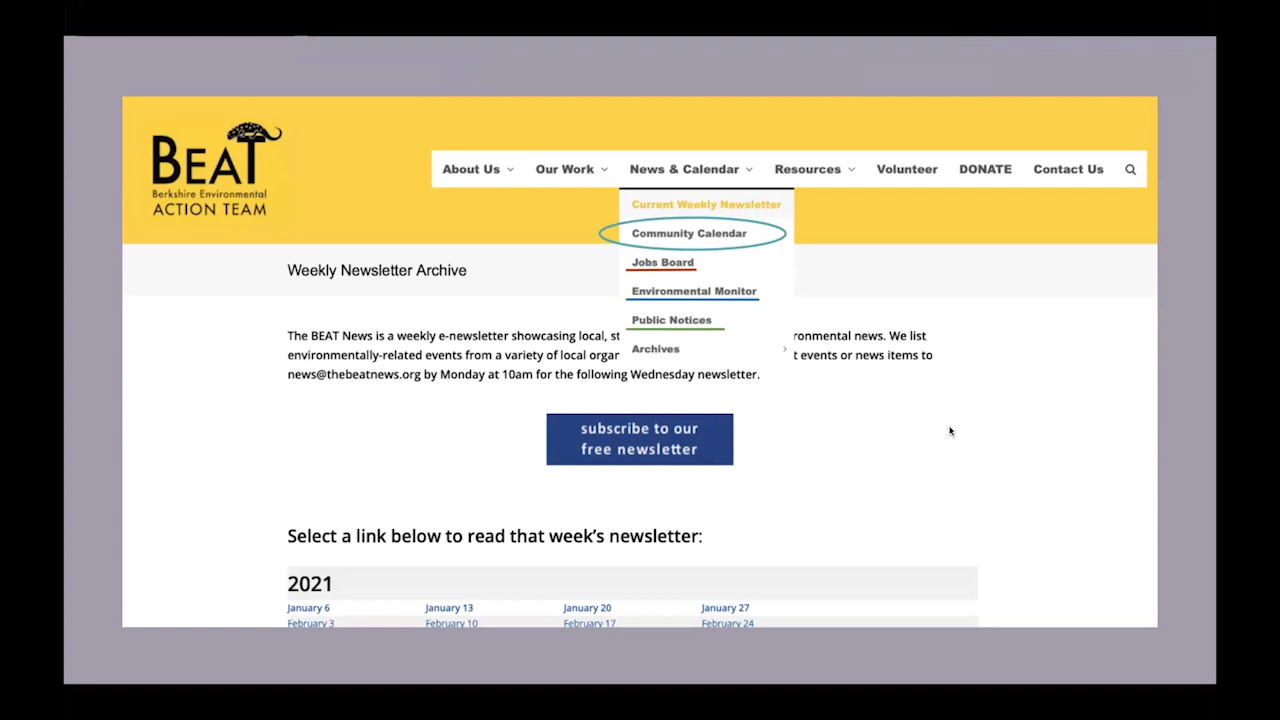 BEAT
Berkshire Environmental
ACTION TEAM
About Us
Our Work
News & Calendar
Resources
Volunteer
DONATE
Contact Us
Current Weekly Newsletter
Community Calendar
Jobs Board
Environmental Monitor
Public Notices
Archives
Weekly Newsletter Archive
The BEAT News is a weekly e-newsletter showcasing local, st ronmental news. We list
environmentally-related events from a variety of local organ t events or news items to
news@thebeatnews.org by Monday at 10am for the following Wednesday newsletter.
subscribe to our
free newsletter
Select a link below to read that week's newsletter:
2021
January 6 January 13 January 20 January 27
February 3 February 10 February 17 February 24